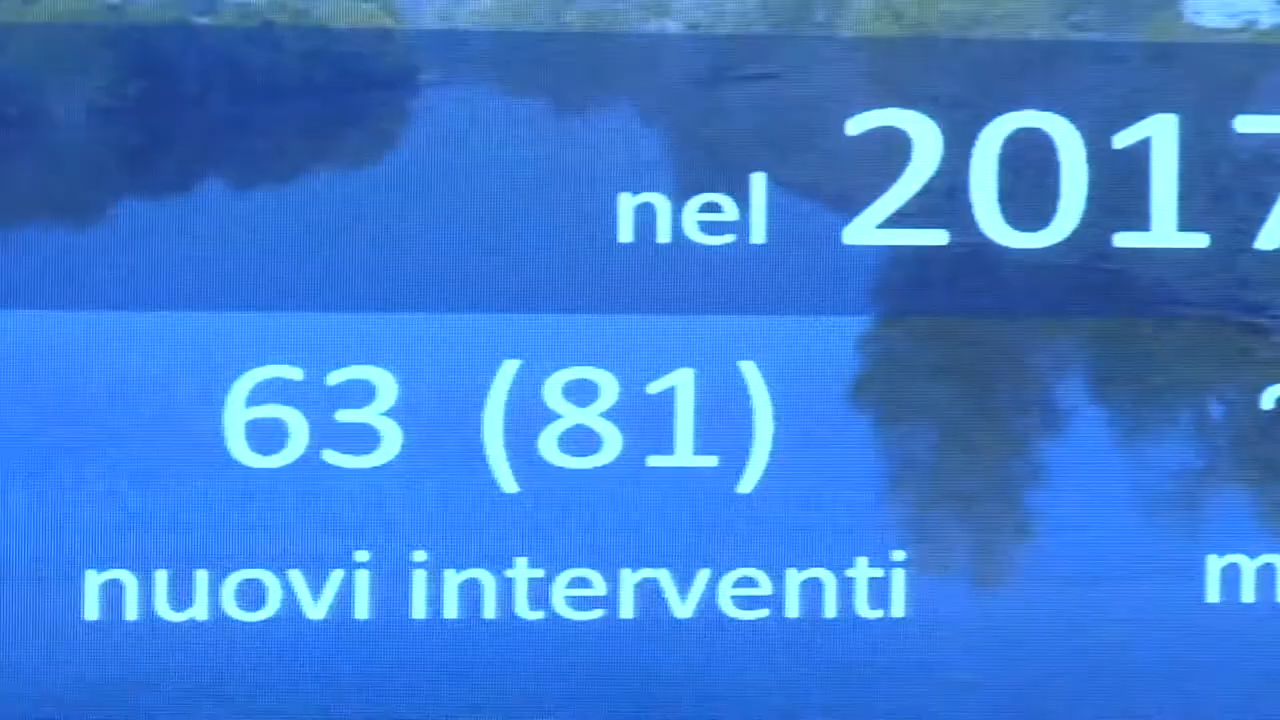 nel 2017
63 (81)
nuovi interventi